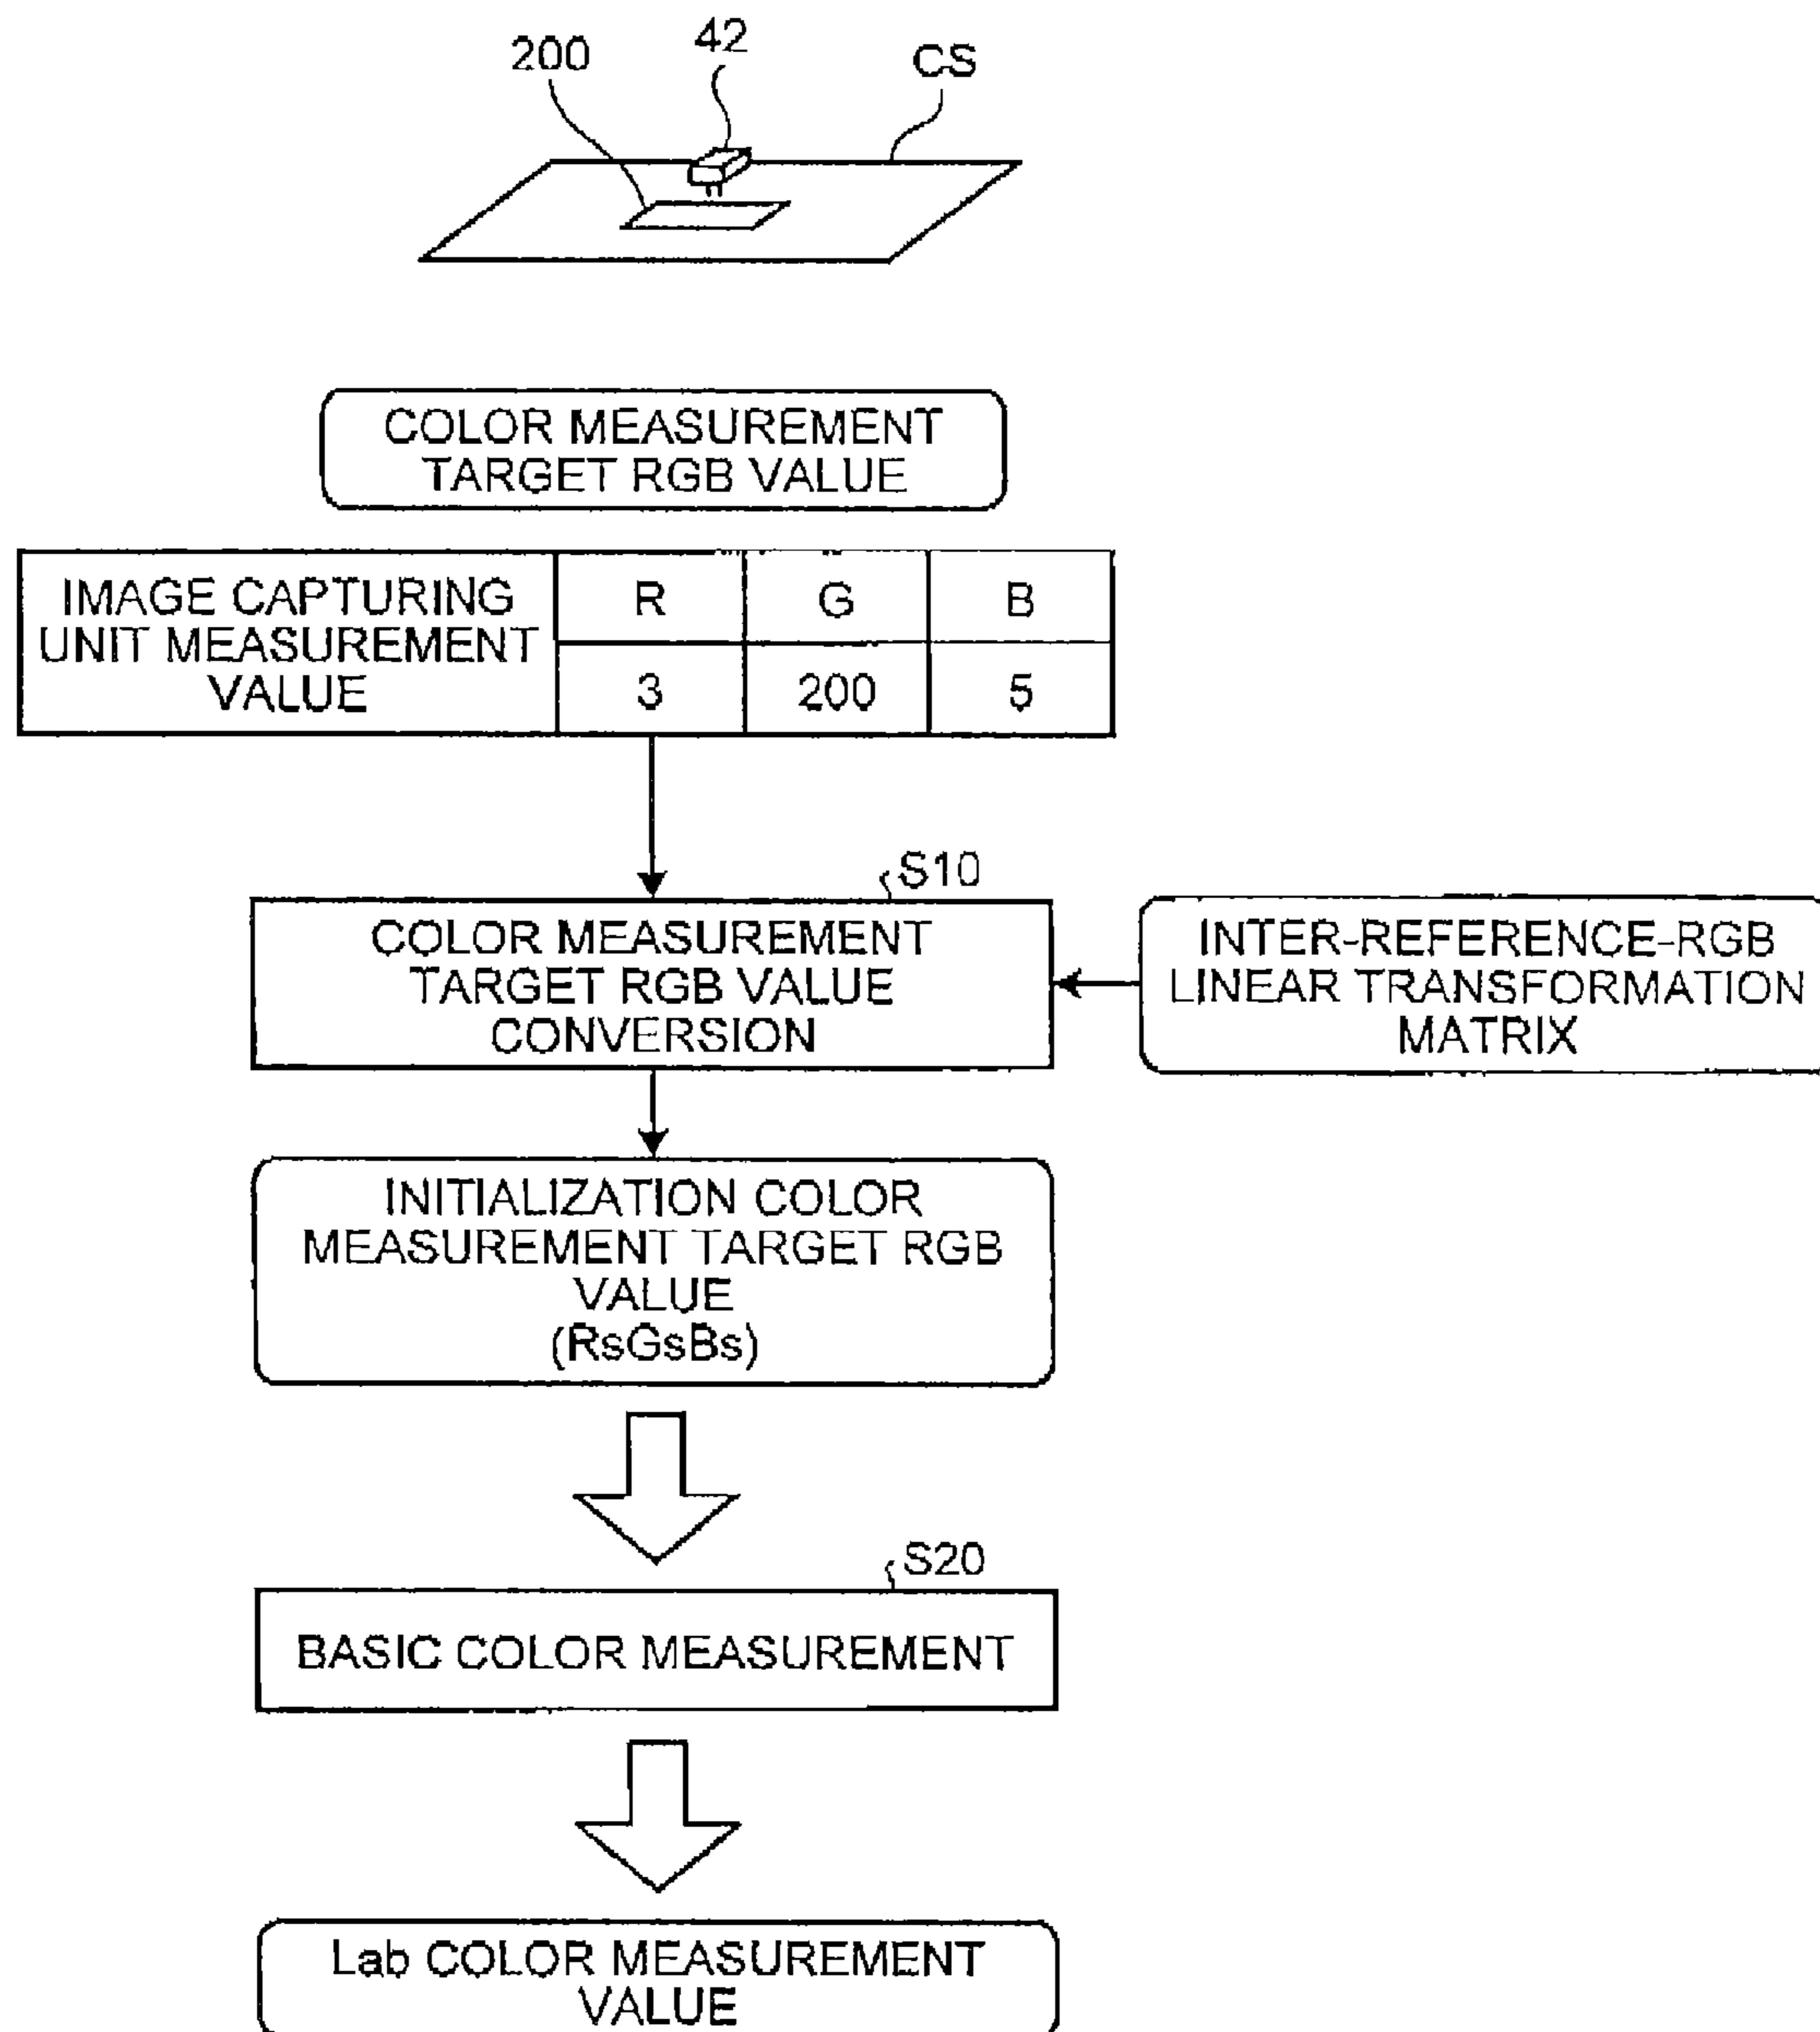 200
42
CS
COLOR MEASUREMENT
TARGET RGB VALUE
IMAGE CAPTURING
UNIT MEASUREMENT
VALUE
R G B
3 200 5
S10
COLOR MEASUREMENT
TARGET RGB VALUE
CONVERSION
INTER-REFERENCE-RGB
LINEAR TRANSFORMATION
MATRIX
INITIALIZATION COLOR
MEASUREMENT TARGET RGB
VALUE
(RsGsBs)
S20
BASIC COLOR MEASUREMENT
Lab COLOR MEASUREMENT
VALUE